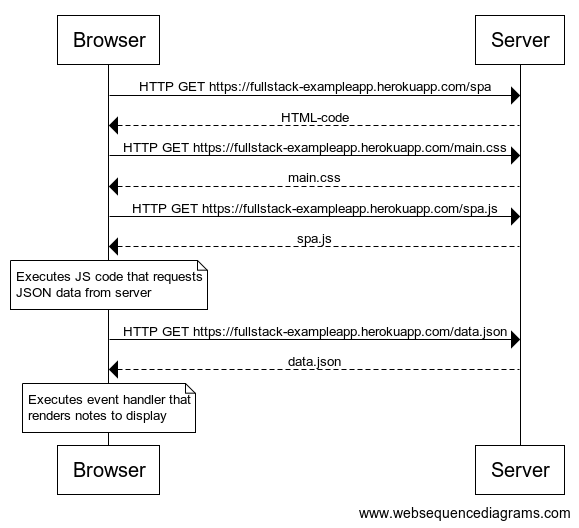 Browser
Server
HTTP GET https://fullstack-exampleapp.herokuapp.com/spa
HTML-code
HTTP GET https://fullstack-exampleapp.herokuapp.com/main.css
main.css
HTTP GET https://fullstack-exampleapp.herokuapp.com/spa.js
spa.js
Executes JS code that requests
JSON data from server
HTTP GET https://fullstack-exampleapp.herokuapp.com/data.json
data.json
Executes event handler that
renders notes to display
Browser
Server
www.websequencediagrams.com